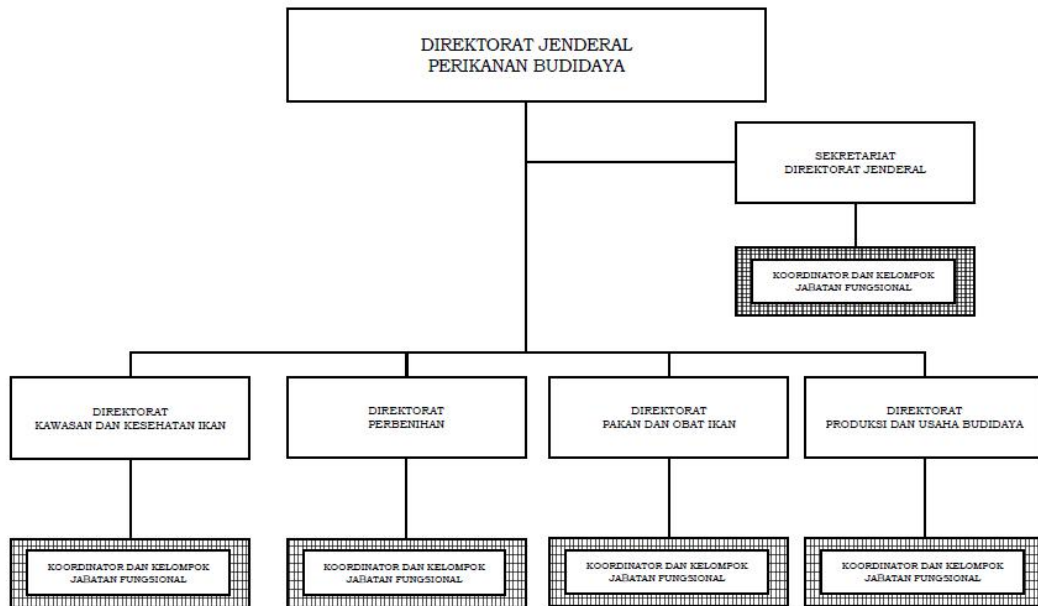 DIREKTORAT JENDERAL
PERIKANAN BUDIDAYA
SEKRETARIAT
DIREKTORAT JENDERAL
KOORDINATOR DAN KELOMPOK
JABATAN FUNGSIONAL
DIREKTORAT
KAWASAN DAN KESEHATAN IKAN
DIREKTORAT
PERBENIHAN
DIREKTORAT
PAKAN DAN OBAT IKAN
DIREKTORAT
PRODUKSI DAN USAHA BUDIDAYA
KOORDINATOR DAN KELOMPOK
JABATAN FUNGSIONAL
KOORDINATOR DAN KELOMPOK
JABATAN FUNGSIONAL
KOORDINATOR DAN KELOMPOK
JABATAN FUNGSIONAL
KOORDINATOR DAN KELOMPOK
JABATAN FUNGSIONAL